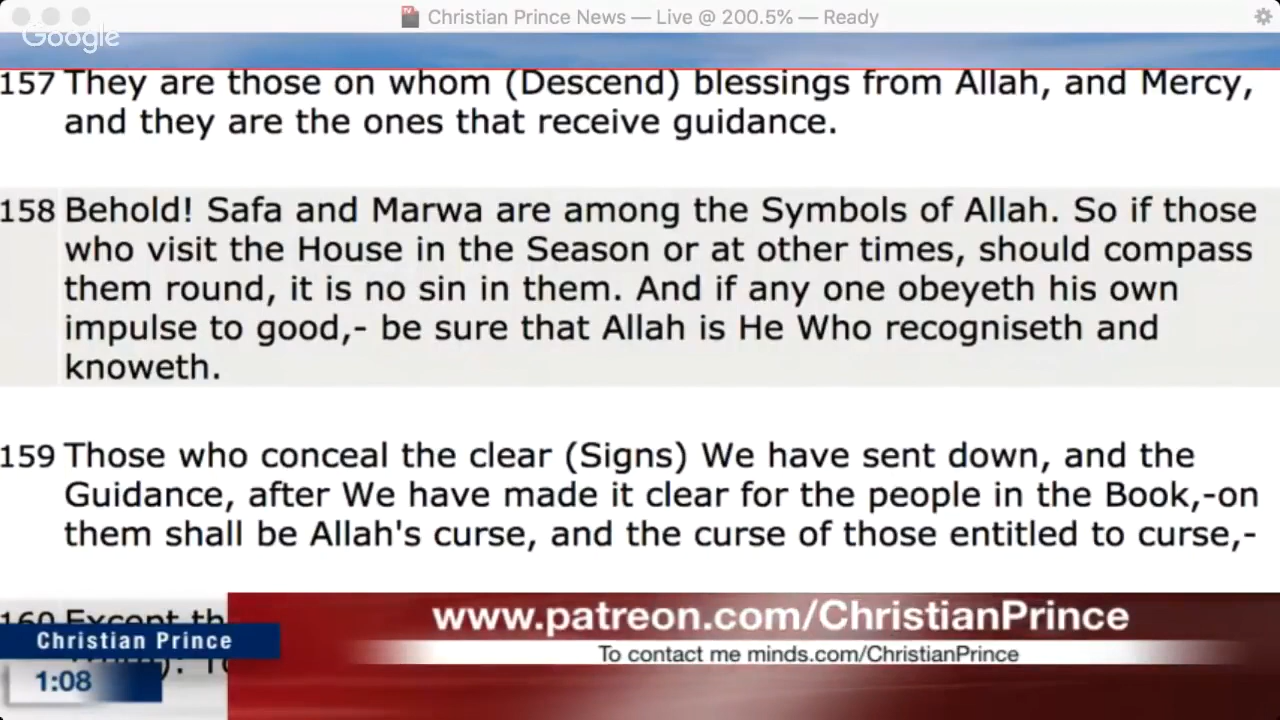 Christian Prince News — Live @ 200.5% — Ready
Google
157 They are those on whom (Descend) blessings from Allah, and Mercy,
and they are the ones that receive guidance.
158 Behold! Safa and Marwa are among the Symbols of Allah. So if those
who visit the House in the Season or at other times, should compass
them round, it is no sin in them. And if any one obeyeth his own
impulse to good,- be sure that Allah is He Who recogniseth and
knoweth.
159 Those who conceal the clear (Signs) We have sent down, and the
Guidance, after We have made it clear for the people in the Book,-on
them shall be Allah's curse, and the curse of those entitled to curse,-
160 Except th
www.patreon.com/ChristianPrince
Christian Prince
To contact me minds.com/ChristianPrince
1:08